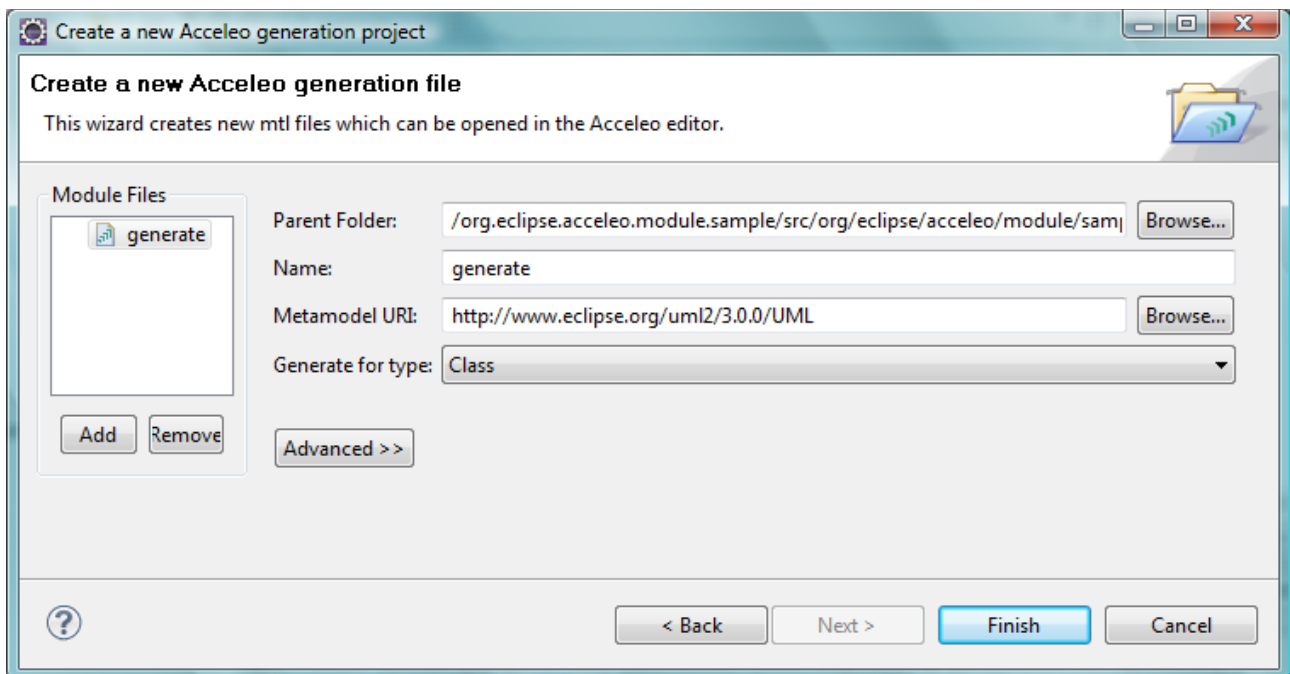 Create a new Acceleo generation project
Create a new Acceleo generation file
This wizard creates new mtl files which can be opened in the Acceleo editor.
Module Files
generate
Add Remove
Parent Folder: /org.eclipse.acceleo.module.sample/src/org/eclipse/acceleo/module/samp Browse...
Name: generate
Metamodel URI: http://www.eclipse.org/uml2/3.0.0/UML Browse...
Generate for type: Class
Advanced >>
< Back Next > Finish Cancel